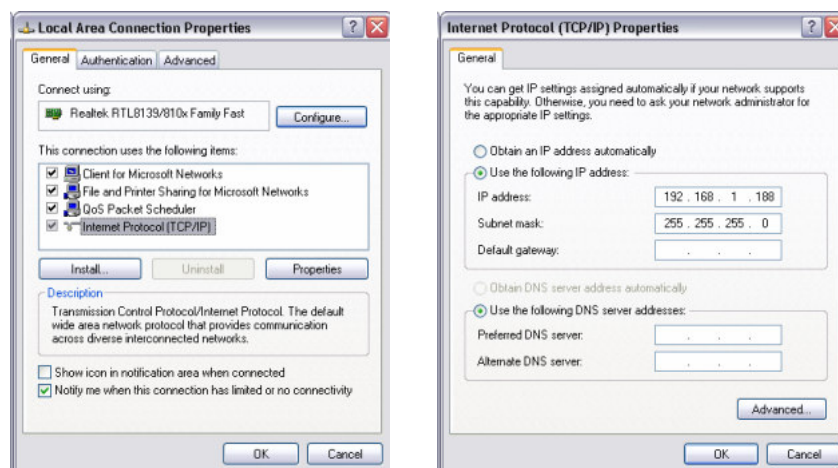 Local Area Connection Properties
General
Authentication
Advanced
Connect using:
Realtek RTL8139/810x Family Fast
Configure...
This connection uses the following items:
Client for Microsoft Networks
File and Printer Sharing for Microsoft Networks
QoS Packet Scheduler
Internet Protocol (TCP/IP)
Install...
Uninstall
Properties
Description
Transmission Control Protocol/Internet Protocol. The default
wide area network protocol that provides communication
across diverse interconnected networks.
Show icon in notification area when connected
Notify me when this connection has limited or no connectivity
OK
Cancel
Internet Protocol (TCP/IP) Properties
General
You can get IP settings assigned automatically if your network supports
this capability. Otherwise, you need to ask your network administrator for
the appropriate IP settings.
Obtain an IP address automatically
Use the following IP address:
IP address: 192 . 168 . 1 . 188
Subnet mask: 255 . 255 . 255 . 0
Default gateway: . . .
Obtain DNS server address automatically
Use the following DNS server addresses:
Preferred DNS server: . . .
Alternate DNS server: . . .
Advanced...
OK
Cancel